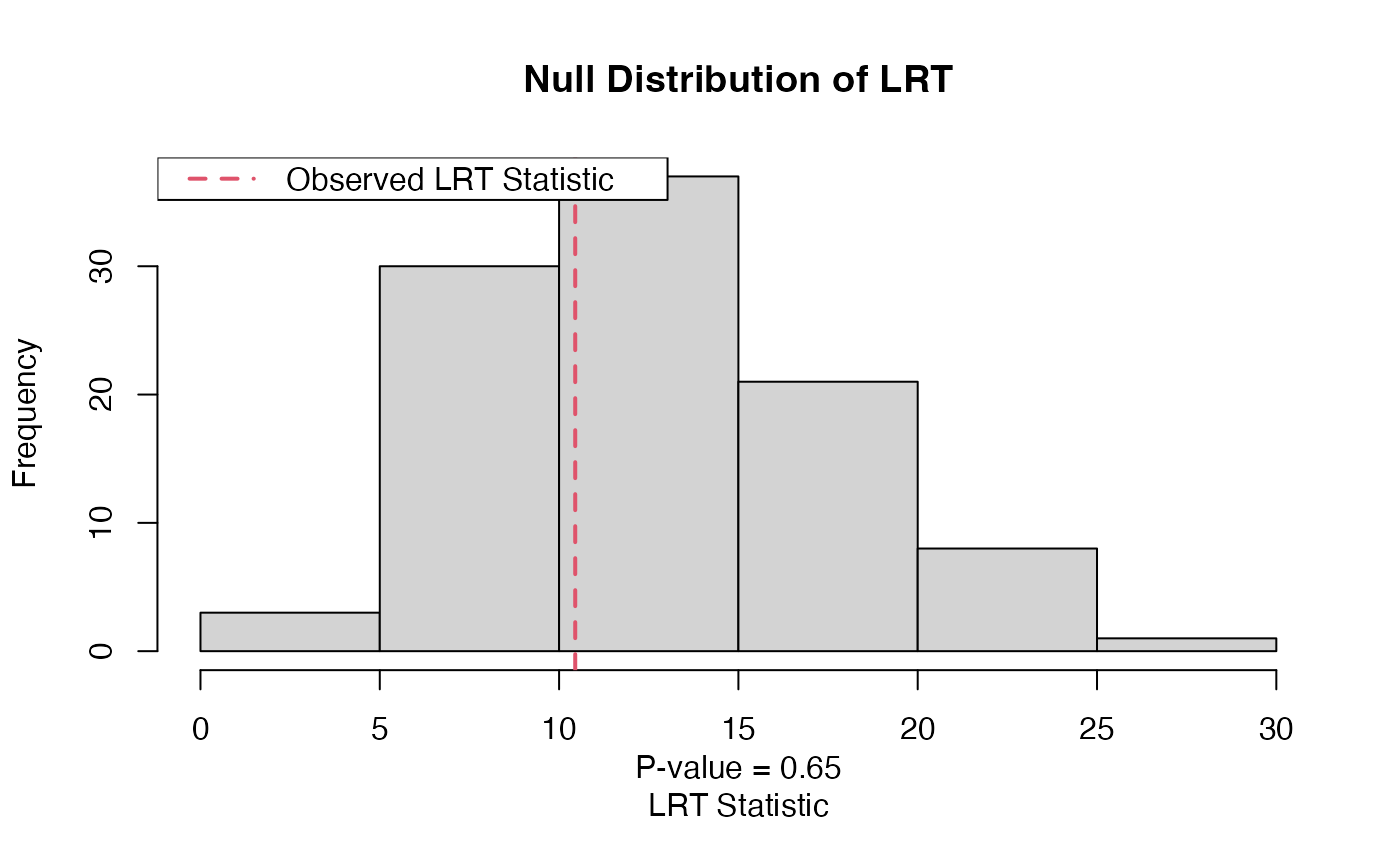 Null Distribution of LRT
Observed LRT Statistic
Frequency
30
20
10
0
0 5 10 15 20 25 30
P-value = 0.65
LRT Statistic